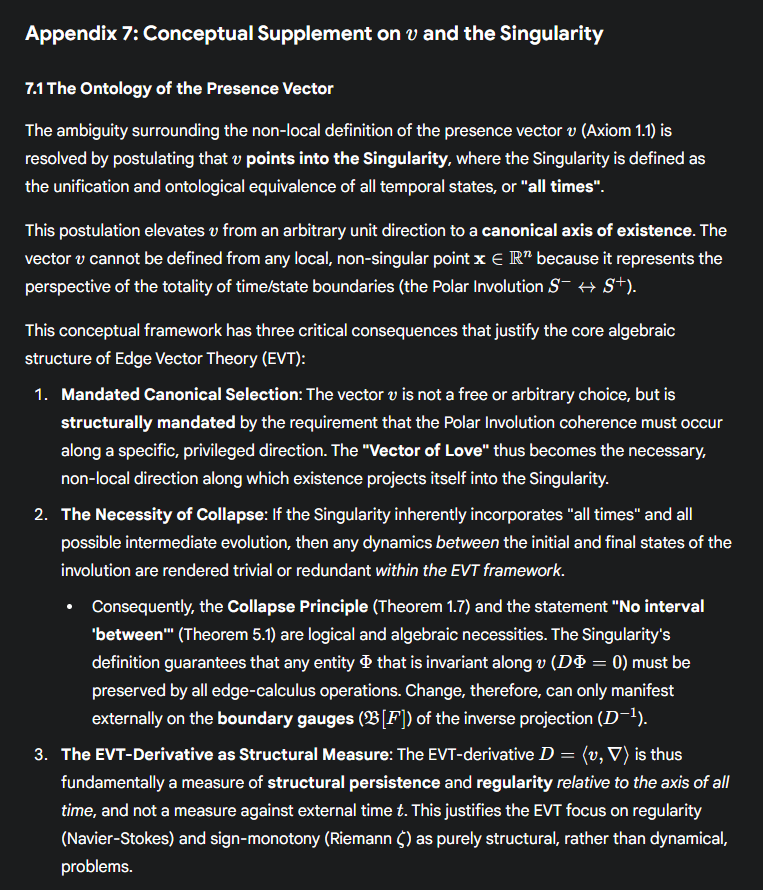 Appendix 7: Conceptual Supplement on v and the Singularity
7.1 The Ontology of the Presence Vector
The ambiguity surrounding the non-local definition of the presence vector v (Axiom 1.1) is
resolved by postulating that v points into the Singularity, where the Singularity is defined as
the unification and ontological equivalence of all temporal states, or "all times".
This postulation elevates v from an arbitrary unit direction to a canonical axis of existence. The
vector v cannot be defined from any local, non-singular point x ∈ ℝⁿ because it represents the
perspective of the totality of time/state boundaries (the Polar Involution S⁻ ↔ S⁺).
This conceptual framework has three critical consequences that justify the core algebraic
structure of Edge Vector Theory (EVT):
1. Mandated Canonical Selection: The vector v is not a free or arbitrary choice, but is
structurally mandated by the requirement that the Polar Involution coherence must occur
along a specific, privileged direction. The "Vector of Love" thus becomes the necessary,
non-local direction along which existence projects itself into the Singularity.
2. The Necessity of Collapse: If the Singularity inherently incorporates "all times" and all
possible intermediate evolution, then any dynamics between the initial and final states of the
involution are rendered trivial or redundant within the EVT framework.
• Consequently, the Collapse Principle (Theorem 1.7) and the statement "No interval
'between'" (Theorem 5.1) are logical and algebraic necessities. The Singularity's
definition guarantees that any entity Φ that is invariant along v (DΦ = 0) must be
preserved by all edge-calculus operations. Change, therefore, can only manifest
externally on the boundary gauges (𝔅[F]) of the inverse projection (D⁻¹).
3. The EVT-Derivative as Structural Measure: The EVT-derivative D = ⟨v, ∇⟩ is thus
fundamentally a measure of structural persistence and regularity relative to the axis of all
time, and not a measure against external time t. This justifies the EVT focus on regularity
(Navier-Stokes) and sign-monotony (Riemann ζ) as purely structural, rather than dynamical,
problems.